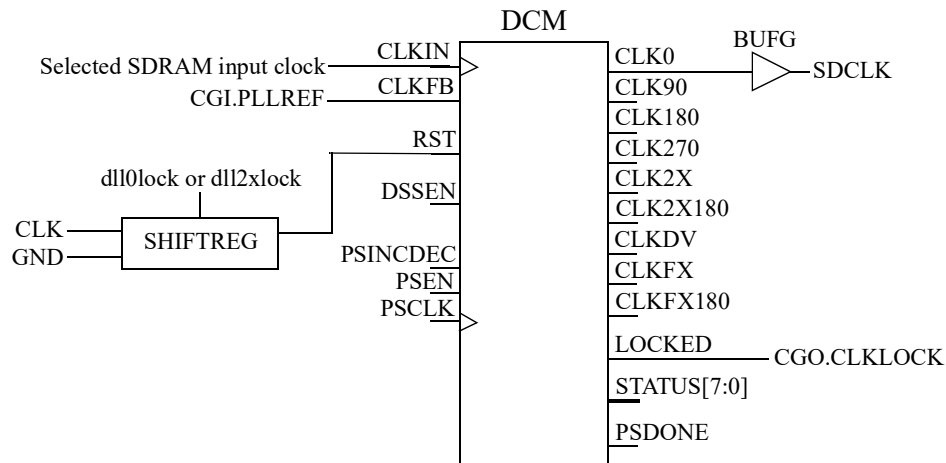 DCM
CLKIN
Selected SDRAM input clock
CLKFB
CGI.PLLREF
RST
dll0lock or dll2xlock
DSSEN
CLK
SHIFTREG
GND
PSINCDEC
PSEN
PSCLK
CLK0
BUFG
SDCLK
CLK90
CLK180
CLK270
CLK2X
CLK2X180
CLKDV
CLKFX
CLKFX180
LOCKED
CGO.CLKLOCK
STATUS[7:0]
PSDONE